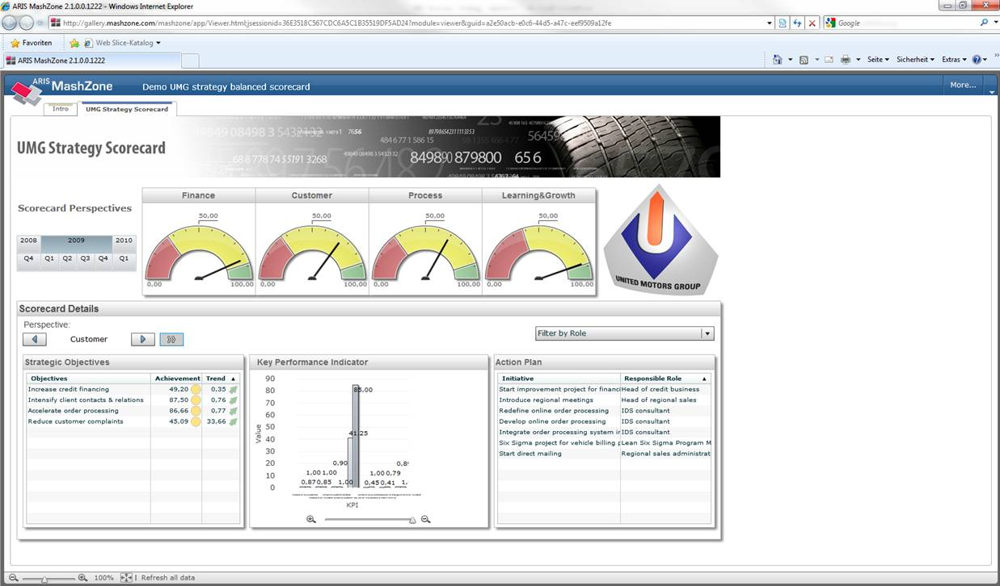 ARIS MashZone 2.1.0.0.1222 - Windows Internet Explorer
http://gallery.mashzone.com/mashzone/app/Viewer.html;jsessionid=36E3518C567CDC6A5C1B35519DF5AD24?module=viewer&guid=a2e50acb-e0c6-44d5-a47c-eef9509a12fe
Google
Favoriten
Web Slice-Katalog
ARIS MashZone 2.1.0.0.1222
Seite Sicherheit Extras
ARIS MashZone
Demo UMG strategy balanced scorecard
More...
Intro
UMG Strategy Scorecard
UMG Strategy Scorecard
849890 879800 656
Scorecard Perspectives
2008 2009 2010
Q4 Q1 Q2 Q3 Q4 Q1
Finance Customer Process Learning&Growth
50,00 50,00 50,00 50,00
0,00 100,00 0,00 100,00 0,00 100,00 0,00 100,00
UNITED MOTORS GROUP
Scorecard Details
Perspective:
Customer
Filter by Role
Strategic Objectives
Objectives Achievement Trend
Increase credit financing 49,20 0,35
Intensify client contacts & relations 87,50 0,76
Accelerate order processing 86,66 0,77
Reduce customer complaints 45,09 33,66
Key Performance Indicator
90
80
70
60
50
40
30
20
10
0
Value
85,00
41,25
0,90
1,00 1,00
1,00 0,79
0,87 0,85 1,00
0,45 0,41
KPI
Action Plan
Initiative Responsible Role
Start improvement project for financi Head of credit business
Introduce regional meetings Head of regional sales
Redefine online order processing IDS consultant
Develop online order processing IDS consultant
Integrate order processing system in IDS consultant
Six Sigma project for vehicle billing p Lean Six Sigma Program M
Start direct mailing Regional sales administrat
100%
Refresh all data